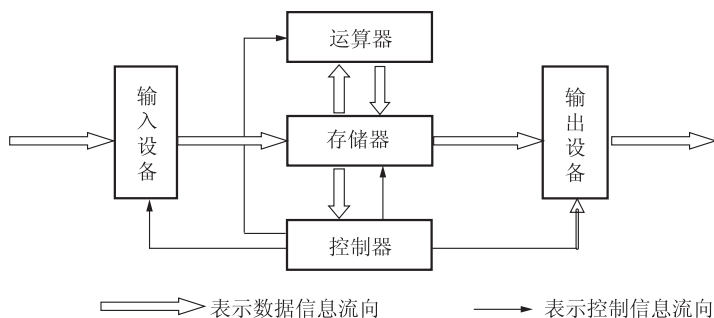 运算器
输入设备
存储器
输出设备
控制器
表示数据信息流向
表示控制信息流向